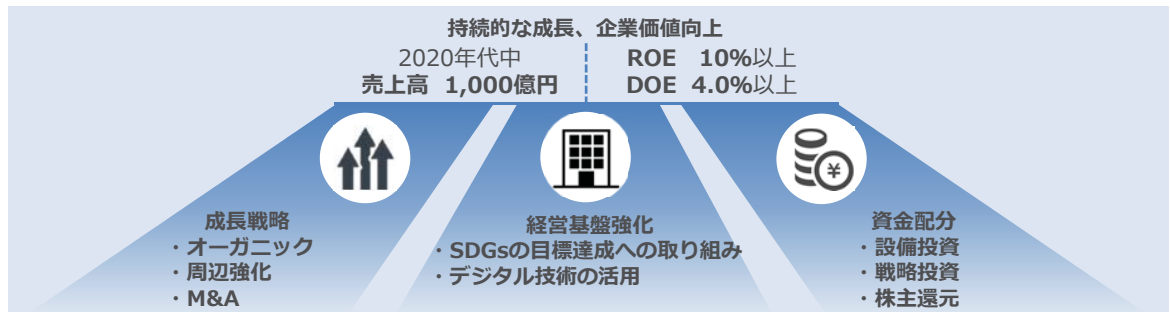 持続的な成長、企業価値向上
2020年代中
売上高 1,000億円
ROE 10%以上
DOE 4.0%以上
¥
成長戦略
・オーガニック
・周辺強化
・M&A
経営基盤強化
・SDGsの目標達成への取り組み
・デジタル技術の活用
資金配分
・設備投資
・戦略投資
・株主還元